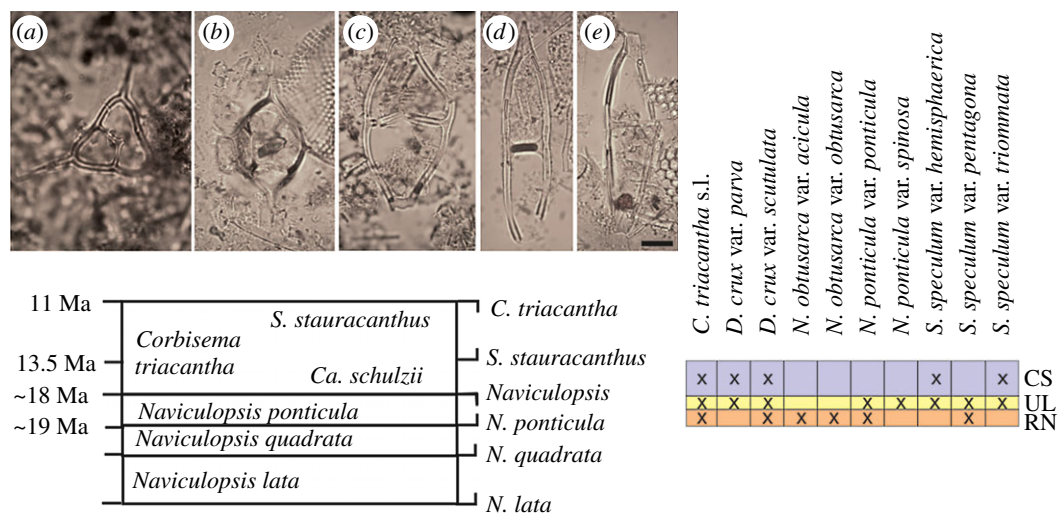 (a)
(b)
(c)
(d)
(e)
11 Ma
13.5 Ma
~18 Ma
~19 Ma
S. stauracanthus
Corbisema
triacantha
Ca. schulzii
Naviculopsis ponticula
Naviculopsis quadrata
Naviculopsis lata
C. triacantha
S. stauracanthus
Naviculopsis
N. ponticula
N. quadrata
N. lata
C. triacantha s.l.
D. crux var. parva
D. crux var. scutulata
N. obtusarca var. acicula
N. obtusarca var. obtusarca
N. ponticula var. ponticula
N. ponticula var. spinosa
S. speculum var. hemisphaerica
S. speculum var. pentagona
S. speculum var. triommata
x x x x x CS
x x x x x x x x UL
x x x x x x RN